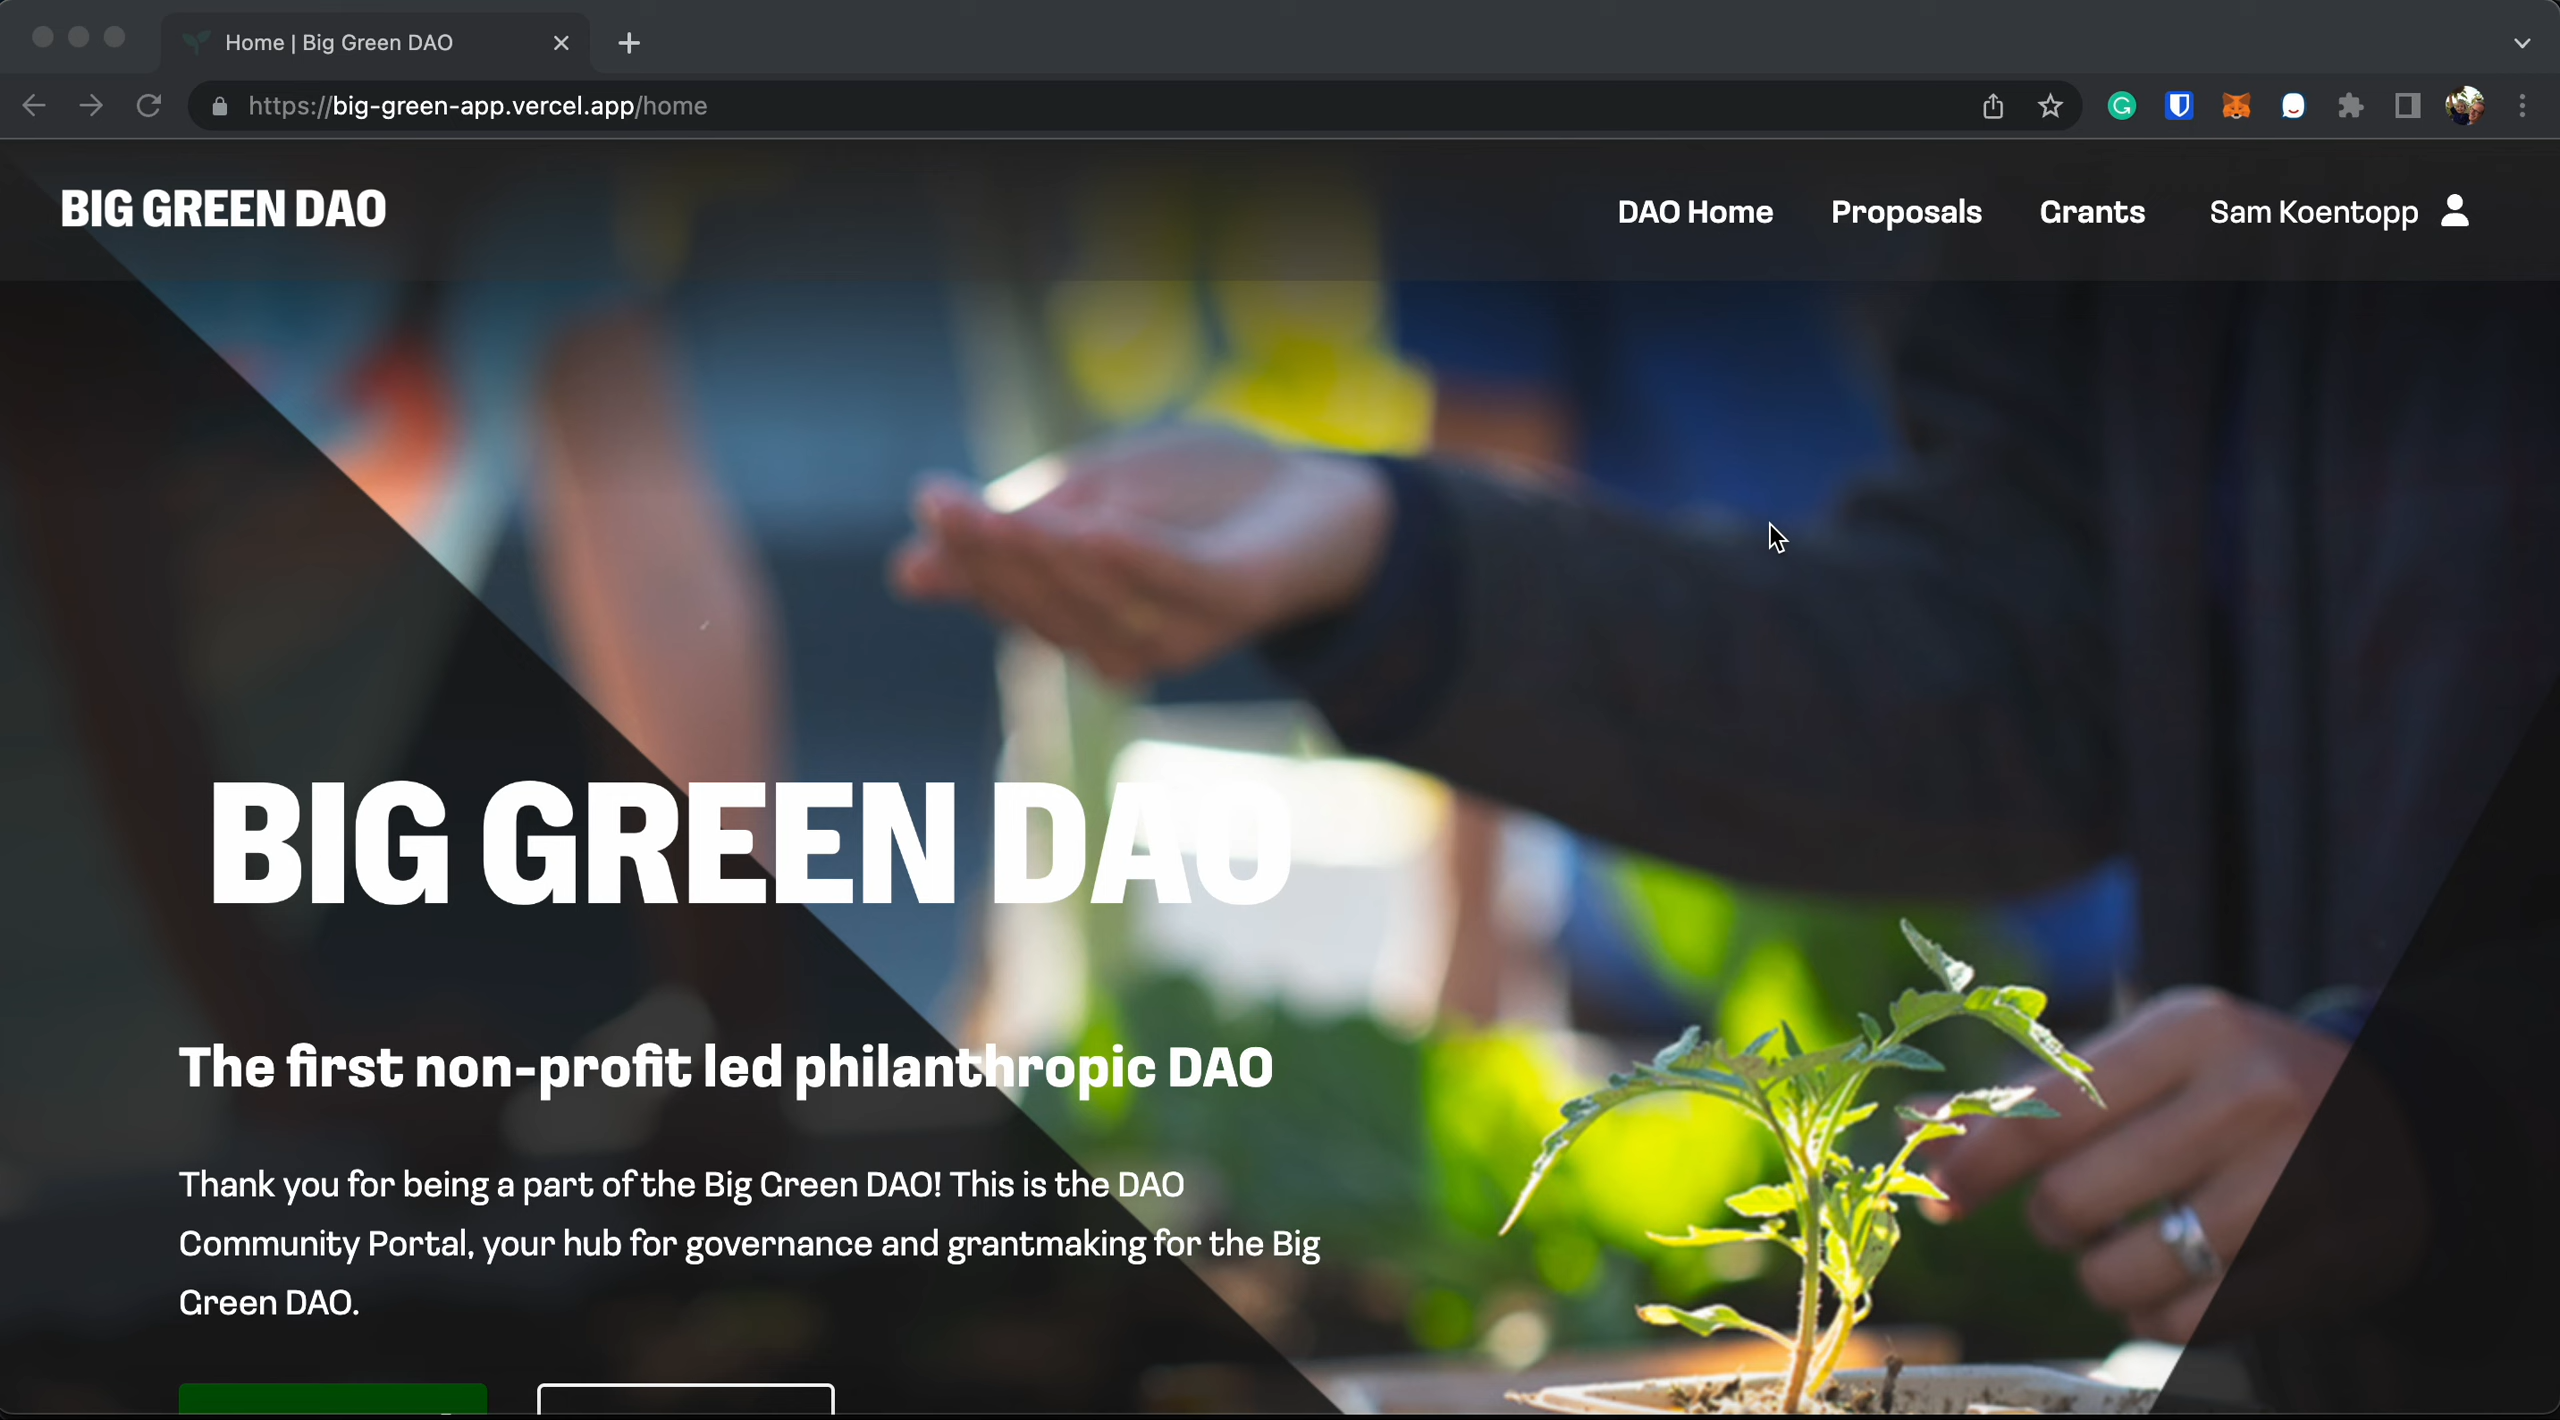 Home | Big Green DAO
https://big-green-app.vercel.app/home
BIG GREEN DAO
DAO Home
Proposals
Grants
Sam Koentopp
BIG GREEN DAO
The first non-profit led philanthropic DAO
Thank you for being a part of the Big Green DAO! This is the DAO
Community Portal, your hub for governance and grantmaking for the Big
Green DAO.